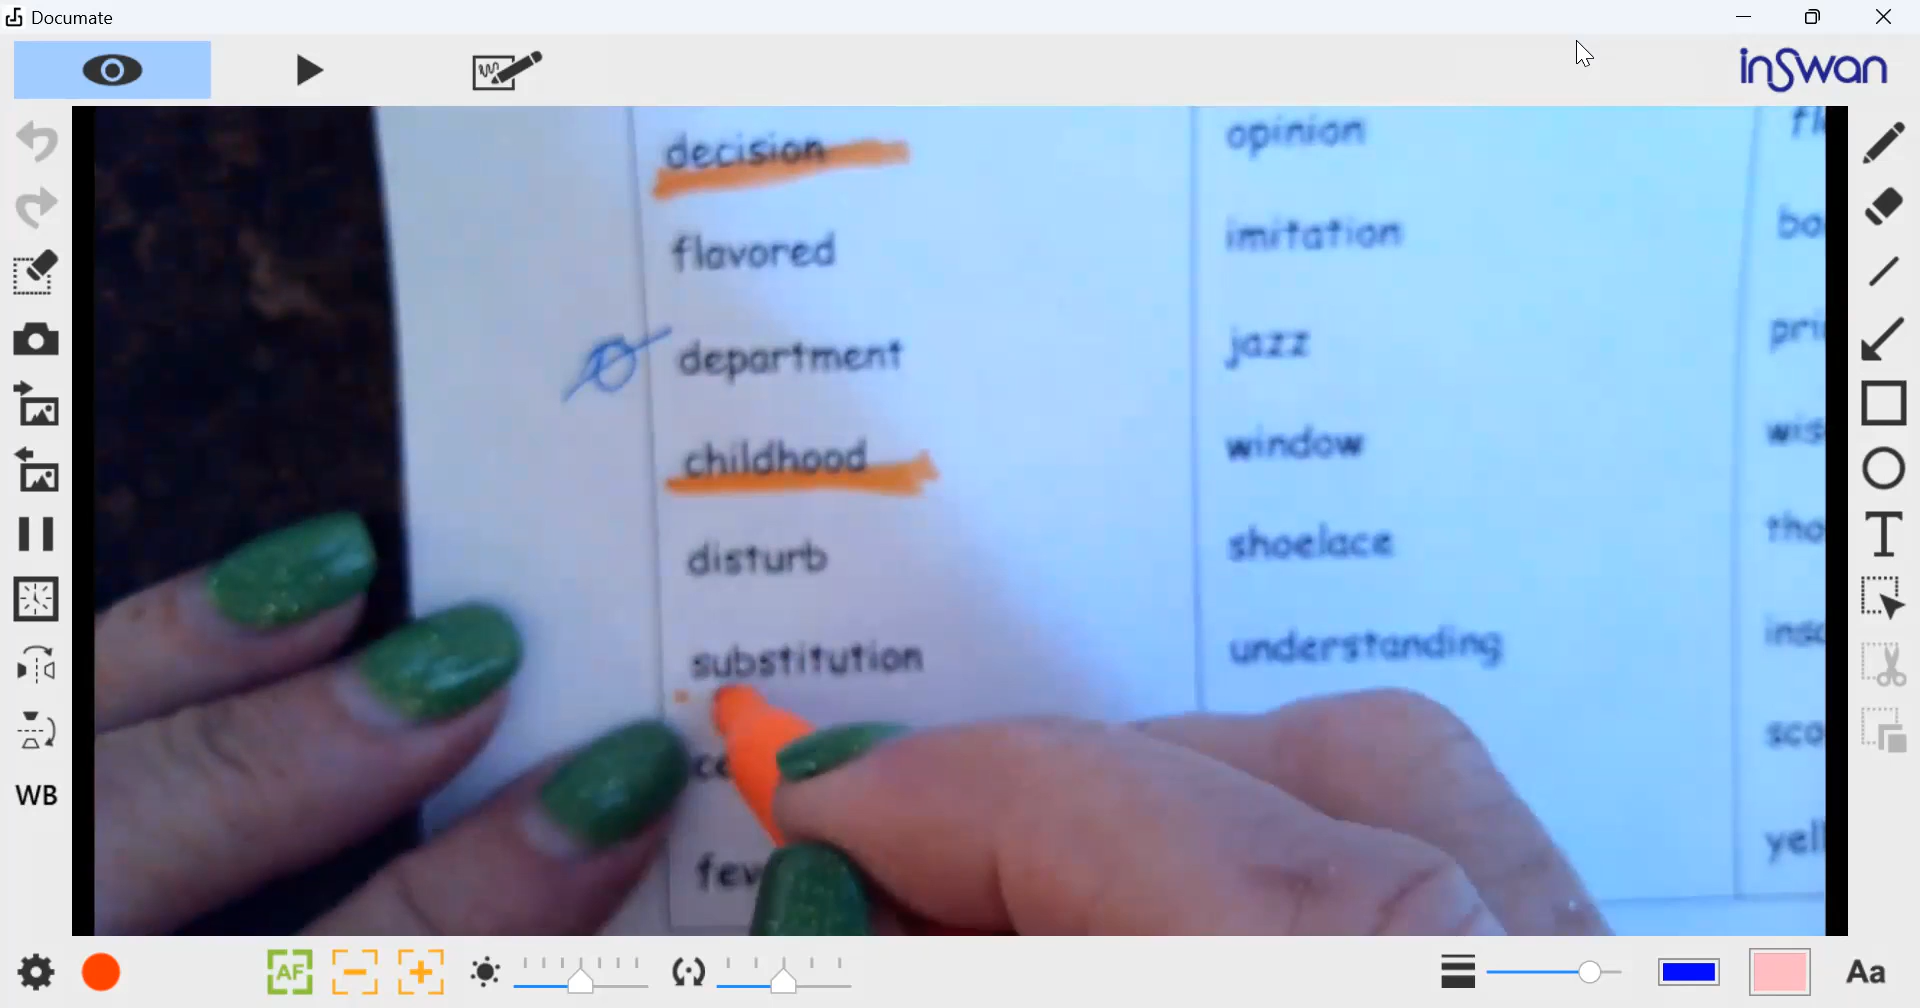 Documate
inSwan
decision
flavored
department
childhood
disturb
substitution
opinion
imitation
jazz
window
shoelace
understanding
WB
AF
T
Aa